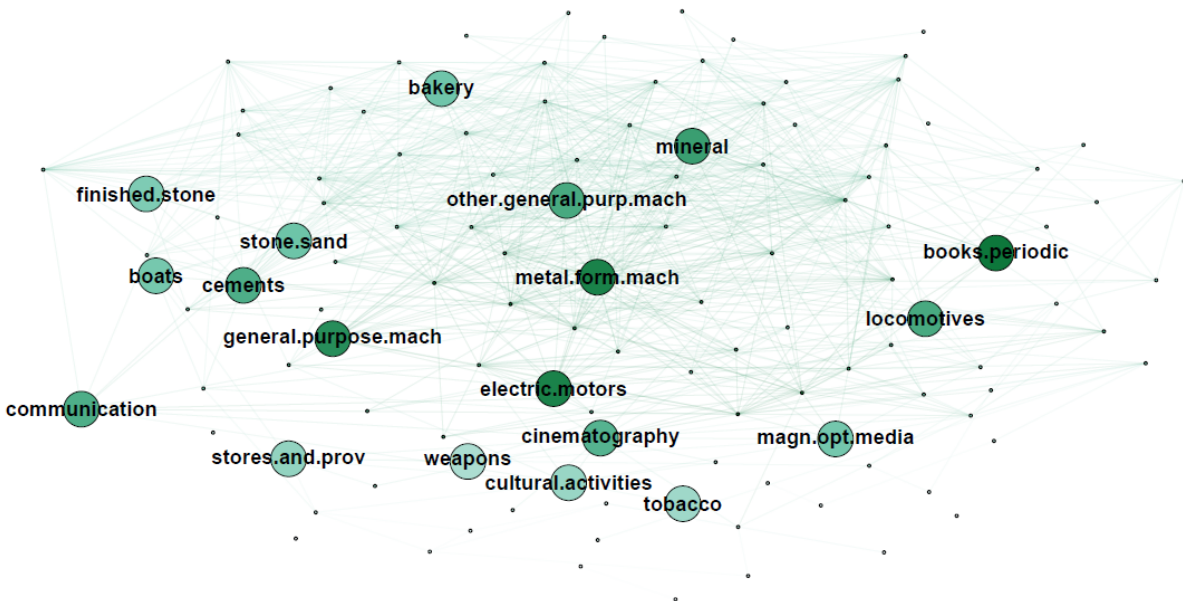 bakery
mineral
finished.stone
other.general.purp.mach
stone.sand
books.periodic
boats
cements
metal.form.mach
locomotives
general.purpose.mach
electric.motors
communication
cinematography
magn.opt.media
stores.and.prov
weapons
cultural.activities
tobacco